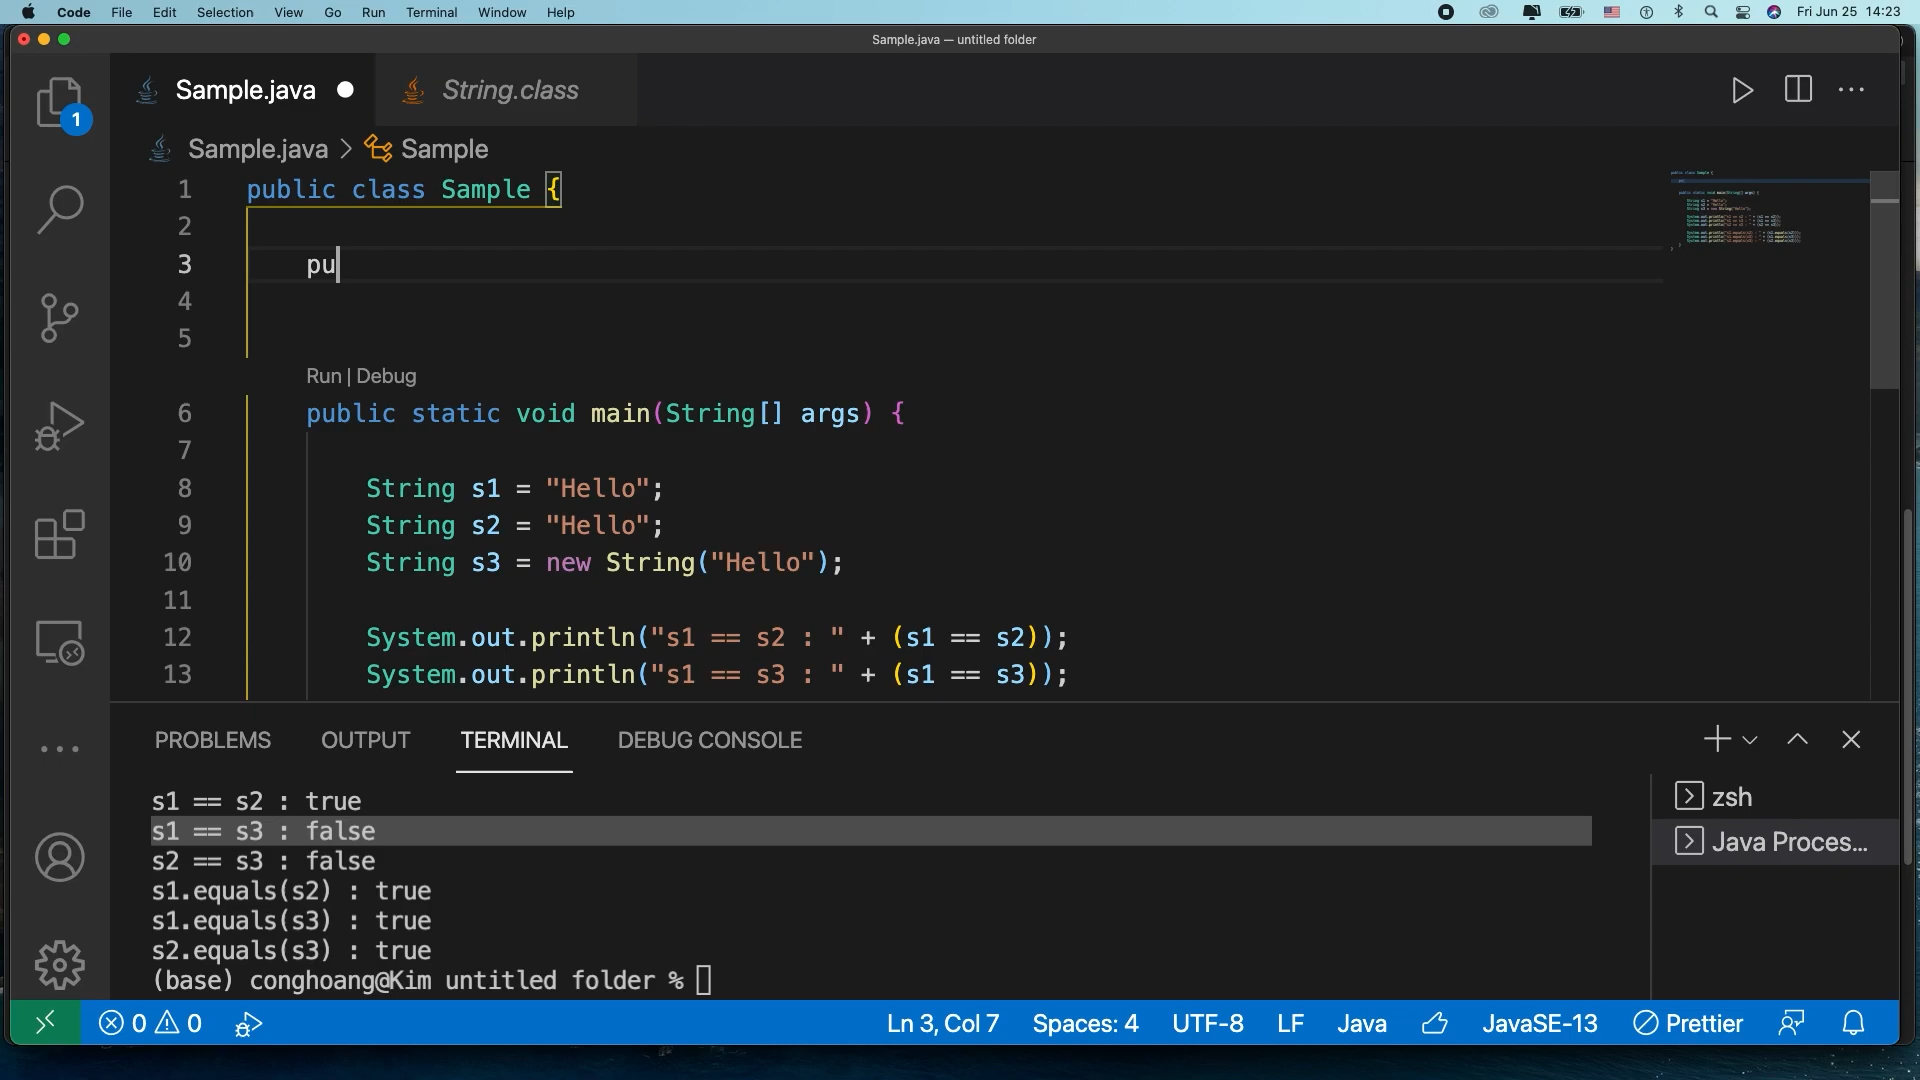 Code File Edit Selection View Go Run Terminal Window Help Fri Jun 25 14:23
Sample.java — untitled folder
Sample.java String.class
1
Sample.java > Sample
1 public class Sample {
2
3 pu
4
5
Run | Debug
6 public static void main(String[] args) {
7
8 String s1 = "Hello";
9 String s2 = "Hello";
10 String s3 = new String("Hello");
11
12 System.out.println("s1 == s2 : " + (s1 == s2));
13 System.out.println("s1 == s3 : " + (s1 == s3));
PROBLEMS OUTPUT TERMINAL DEBUG CONSOLE
s1 == s2 : true
s1 == s3 : false
s2 == s3 : false
s1.equals(s2) : true
s1.equals(s3) : true
s2.equals(s3) : true
(base) conghoang@Kim untitled folder %
zsh
Java Proces...
0 0 Ln 3, Col 7 Spaces: 4 UTF-8 LF Java JavaSE-13 Prettier